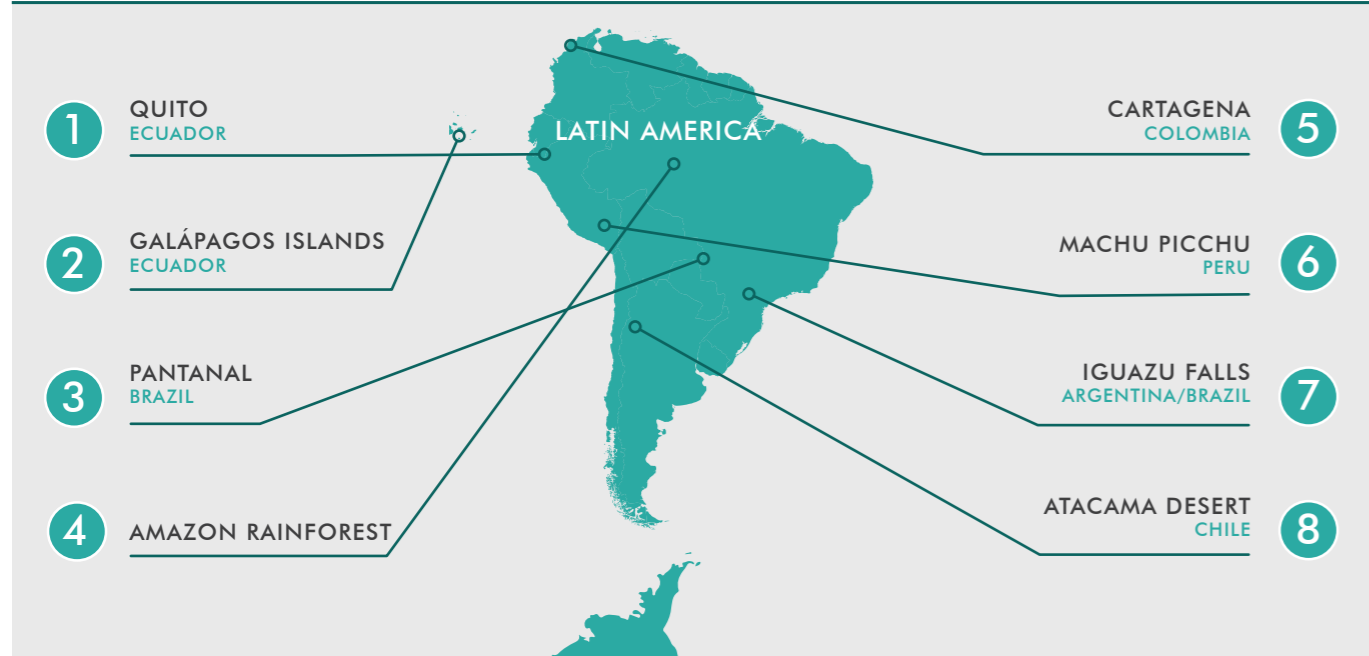 LATIN AMERICA
1
QUITO
ECUADOR
2
GALÁPAGOS ISLANDS
ECUADOR
3
PANTANAL
BRAZIL
4
AMAZON RAINFOREST
CARTAGENA
COLOMBIA
5
MACHU PICCHU
PERU
6
IGUAZU FALLS
ARGENTINA/BRAZIL
7
ATACAMA DESERT
CHILE
8